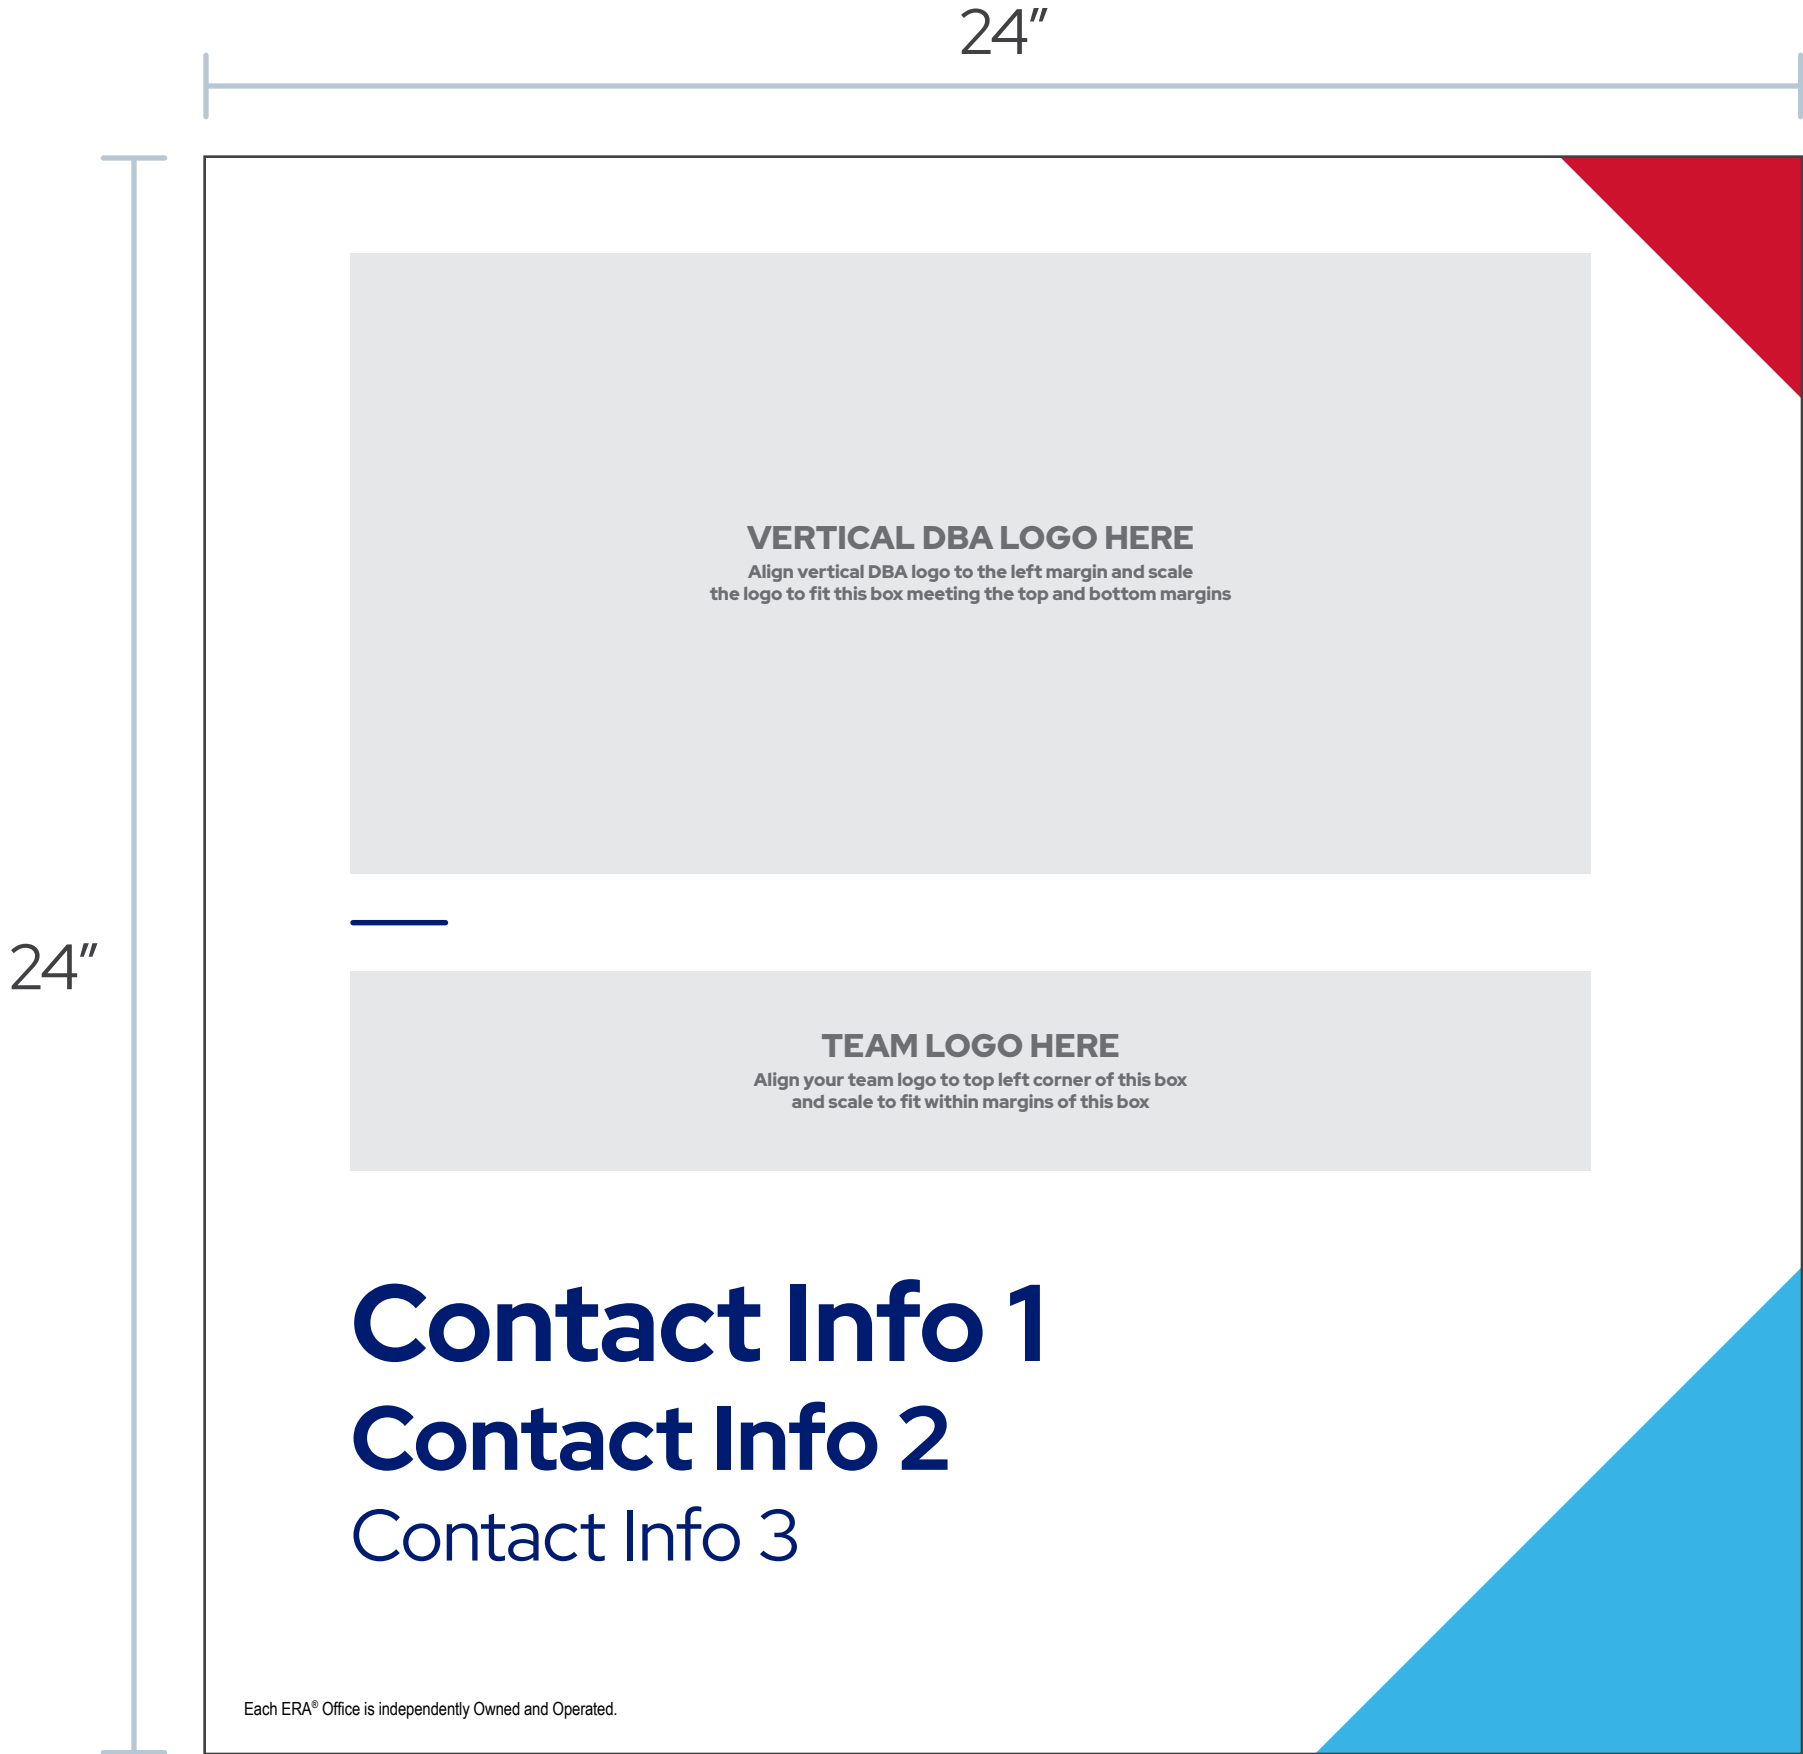 24″
24″
VERTICAL DBA LOGO HERE
Align vertical DBA logo to the left margin and scale
the logo to fit this box meeting the top and bottom margins
TEAM LOGO HERE
Align your team logo to top left corner of this box
and scale to fit within margins of this box
Contact Info 1
Contact Info 2
Contact Info 3
Each ERA® Office is independently Owned and Operated.